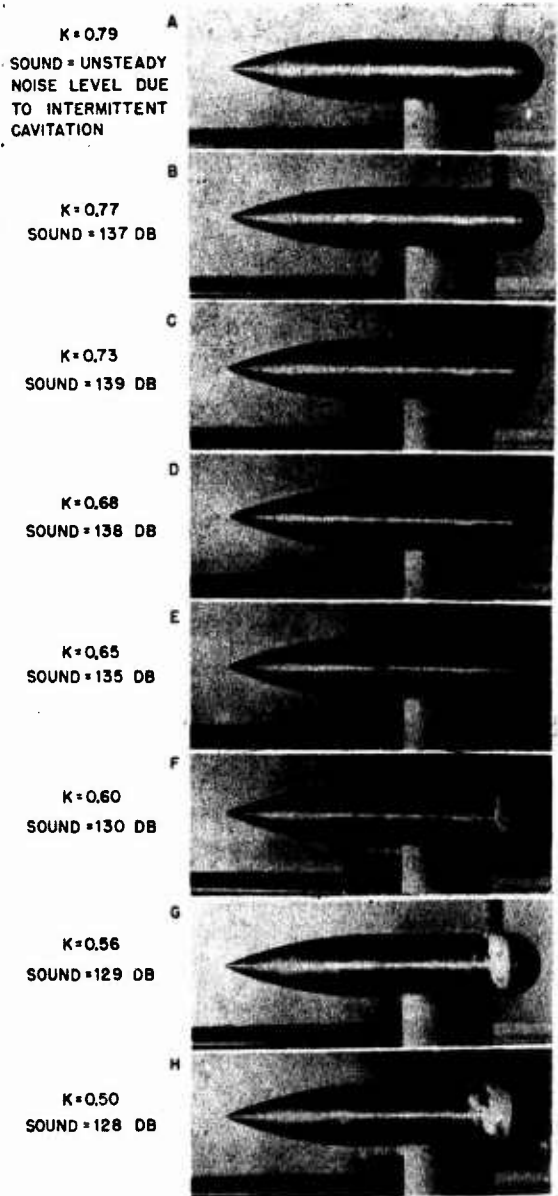 A
K=0.79
SOUND = UNSTEADY
NOISE LEVEL DUE
TO INTERMITTENT
CAVITATION
B
K=0.77
SOUND = 137 DB
C
K=0.73
SOUND = 139 DB
D
K=0.68
SOUND = 138 DB
E
K=0.65
SOUND = 135 DB
F
K=0.60
SOUND = 130 DB
G
K=0.56
SOUND = 129 DB
H
K=0.50
SOUND = 128 DB